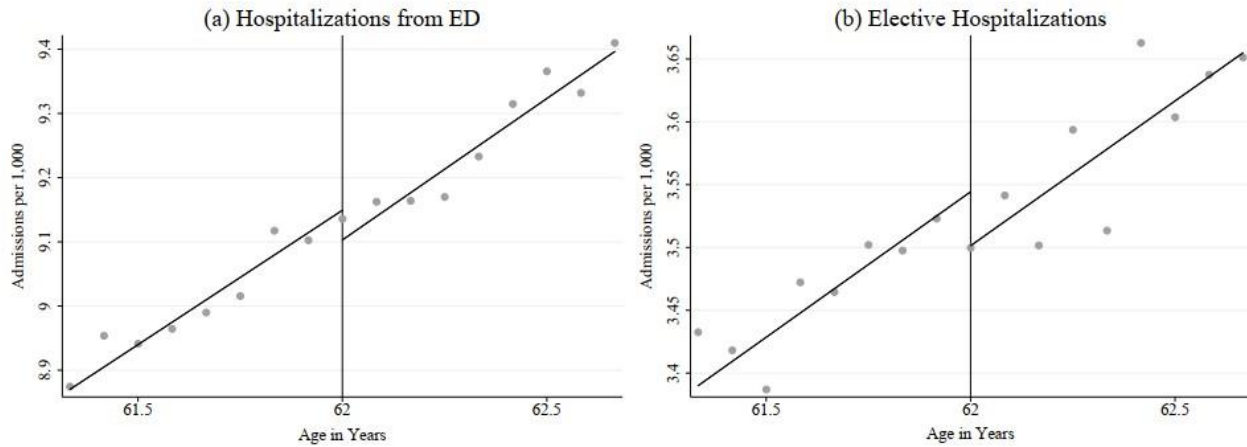 (a) Hospitalizations from ED
Admissions per 1,000
9.4
9.3
9.2
9.1
9
8.9
61.5 62 62.5
Age in Years
(b) Elective Hospitalizations
Admissions per 1,000
3.65
3.6
3.55
3.5
3.45
3.4
61.5 62 62.5
Age in Years